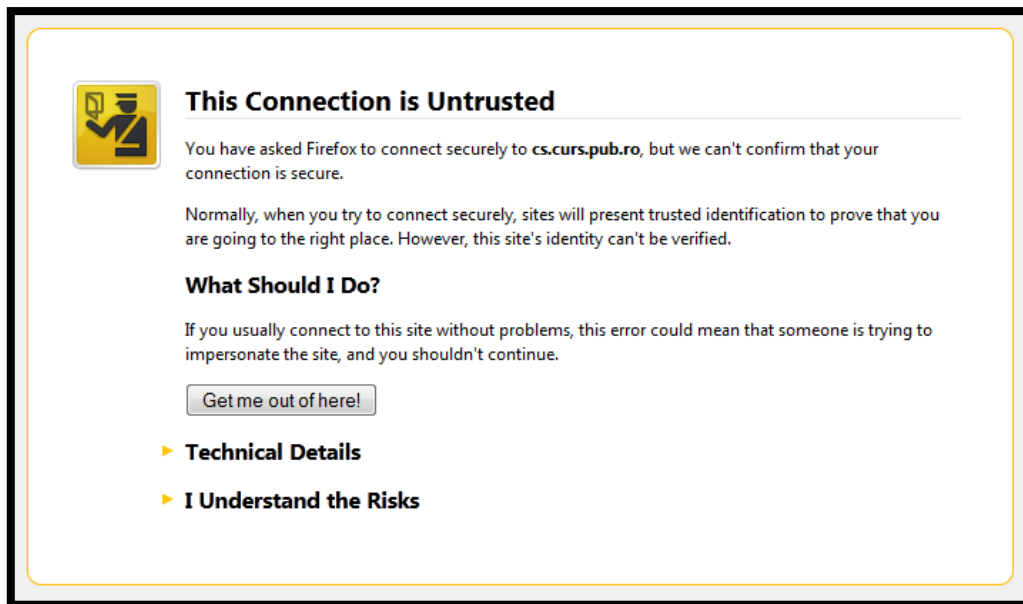 This Connection is Untrusted
You have asked Firefox to connect securely to cs.curs.pub.ro, but we can't confirm that your
connection is secure.
Normally, when you try to connect securely, sites will present trusted identification to prove that you
are going to the right place. However, this site's identity can't be verified.
What Should I Do?
If you usually connect to this site without problems, this error could mean that someone is trying to
impersonate the site, and you shouldn't continue.
Get me out of here!
Technical Details
I Understand the Risks